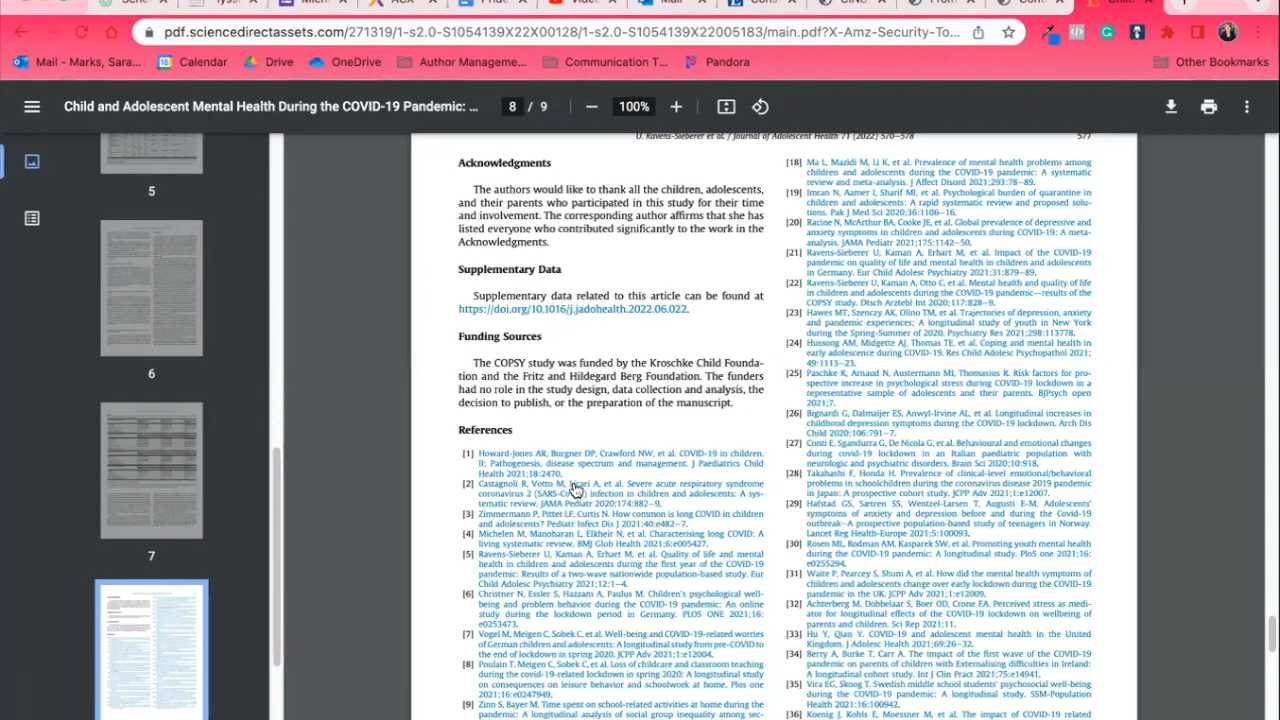 pdf.sciencedirectassets.com/271319/1-s2.0-S1054139X22X00128/1-s2.0-S1054139X22005183/main.pdf?X-Amz-Security-To...
Mail - Marks, Sara...
Calendar
Drive
OneDrive
Author Manageme...
Communication T...
Pandora
Other Bookmarks
Child and Adolescent Mental Health During the COVID-19 Pandemic: ...
8 / 9
100%
5
6
7
U. Ravens-Sieberer et al. / Journal of Adolescent Health 71 (2022) 570–578
577
Acknowledgments
The authors would like to thank all the children, adolescents,
and their parents who participated in this study for their time
and involvement. The corresponding author affirms that she has
listed everyone who contributed significantly to the work in the
Acknowledgments.
Supplementary Data
Supplementary data related to this article can be found at
https://doi.org/10.1016/j.jadohealth.2022.06.022.
Funding Sources
The COPSY study was funded by the Kroschke Child Founda-
tion and the Fritz and Hildegard Berg Foundation. The funders
had no role in the study design, data collection and analysis, the
decision to publish, or the preparation of the manuscript.
References
[1] Howard-Jones AR, Burgner DP, Crawford NW, et al. COVID-19 in children.
II: Pathogenesis, disease spectrum and management. J Paediatrics Child
Health 2021;18:2470.
[2] Castagnoli R, Votto M, Licari A, et al. Severe acute respiratory syndrome
coronavirus 2 (SARS-CoV-2) infection in children and adolescents: A sys-
tematic review. JAMA Pediatr 2020;174:882–9.
[3] Zimmermann P, Pittet LF, Curtis N. How common is long COVID in children
and adolescents? Pediatr Infect Dis J 2021;40:e482–7.
[4] Michelen M, Manoharan L, Elkheir N, et al. Characterising long COVID: A
living systematic review. BMJ Glob Health 2021;6:e005427.
[5] Ravens-Sieberer U, Kaman A, Erhart M, et al. Quality of life and mental
health in children and adolescents during the first year of the COVID-19
pandemic: Results of a two-wave nationwide population-based study. Eur
Child Adolesc Psychiatry 2021;12:1–4.
[6] Christner N, Essler S, Hazzam A, Paulus M. Children's psychological well-
being and problem behavior during the COVID-19 pandemic: An online
study during the lockdown period in Germany. PLOS ONE 2021;16:
e0253473.
[7] Vogel M, Meigen C, Sobek C, et al. Well-being and COVID-19-related worries
of German children and adolescents: A longitudinal study from pre-COVID to
the end of lockdown in spring 2020. JCPP Adv 2021;1:e12004.
[8] Poulain T, Meigen C, Sobek C, et al. Loss of childcare and classroom teaching
during the covid-19-related lockdown in spring 2020: A longitudinal study
on consequences on leisure behavior and schoolwork at home. Plos one
2021;16:e0247949.
[9] Zinn S, Bayer M. Time spent on school-related activities at home during the
pandemic: A longitudinal analysis of social group inequality among sec-
[18] Ma L, Mazidi M, Li K, et al. Prevalence of mental health problems among
children and adolescents during the COVID-19 pandemic: A systematic
review and meta-analysis. J Affect Disord 2021;293:78–89.
[19] Imran N, Aamer I, Sharif MI, et al. Psychological burden of quarantine in
children and adolescents: A rapid systematic review and proposed solu-
tions. Pak J Med Sci 2020;36:1106–16.
[20] Racine N, McArthur BA, Cooke JE, et al. Global prevalence of depressive and
anxiety symptoms in children and adolescents during COVID-19: A meta-
analysis. JAMA Pediatr 2021;175:1142–50.
[21] Ravens-Sieberer U, Kaman A, Erhart M, et al. Impact of the COVID-19
pandemic on quality of life and mental health in children and adolescents
in Germany. Eur Child Adolesc Psychiatry 2021;31:879–89.
[22] Ravens-Sieberer U, Kaman A, Otto C, et al. Mental health and quality of life
in children and adolescents during the COVID-19 pandemic—results of the
COPSY study. Dtsch Arztebl Int 2020;117:828–9.
[23] Hawes MT, Szenczy AK, Olino TM, et al. Trajectories of depression, anxiety
and pandemic experiences; A longitudinal study of youth in New York
during the Spring-Summer of 2020. Psychiatry Res 2021;298:113778.
[24] Hussong AM, Midgette AJ, Thomas TE, et al. Coping and mental health in
early adolescence during COVID-19. Res Child Adolesc Psychopathol 2021;
49:1113–23.
[25] Paschke K, Arnaud N, Austermann MI, Thomasius R. Risk factors for pro-
spective increase in psychological stress during COVID-19 lockdown in a
representative sample of adolescents and their parents. BJPsych open
2021;7.
[26] Bignardi G, Dalmaijer ES, Anwyl-Irvine AL, et al. Longitudinal increases in
childhood depression symptoms during the COVID-19 lockdown. Arch Dis
Child 2020;106:791–7.
[27] Conti E, Sgandurra G, De Nicola G, et al. Behavioural and emotional changes
during covid-19 lockdown in an Italian paediatric population with
neurologic and psychiatric disorders. Brain Sci 2020;10:918.
[28] Takahashi F, Honda H. Prevalence of clinical-level emotional/behavioral
problems in schoolchildren during the coronavirus disease 2019 pandemic
in Japan: A prospective cohort study. JCPP Adv 2021;1:e12007.
[29] Hafstad GS, Sætren SS, Wentzel-Larsen T, Augusti E-M. Adolescents'
symptoms of anxiety and depression before and during the Covid-19
outbreak–A prospective population-based study of teenagers in Norway.
Lancet Reg Health-Europe 2021;5:100093.
[30] Rosen ML, Rodman AM, Kasparek SW, et al. Promoting youth mental health
during the COVID-19 pandemic: A longitudinal study. PloS one 2021;16:
e0255294.
[31] Waite P, Pearcey S, Shum A, et al. How did the mental health symptoms of
children and adolescents change over early lockdown during the COVID-19
pandemic in the UK. JCPP Adv 2021;1:e12009.
[32] Achterberg M, Dobbelaar S, Boer OD, Crone EA. Perceived stress as medi-
ator for longitudinal effects of the COVID-19 lockdown on wellbeing of
parents and children. Sci Rep 2021;11.
[33] Hu Y, Qian Y. COVID-19 and adolescent mental health in the United
Kingdom. J Adolesc Health 2021;69:26–32.
[34] Berry A, Burke T, Carr A. The impact of the first wave of the COVID-19
pandemic on parents of children with Externalising difficulties in Ireland:
A longitudinal cohort study. Int J Clin Pract 2021;75:e14941.
[35] Vira EG, Skoog T. Swedish middle school students' psychosocial well-being
during the COVID-19 pandemic: A longitudinal study. SSM-Population
Health 2021;16:100942.
[36] Koenig J, Kohls E, Moessner M, et al. The impact of COVID-19 related